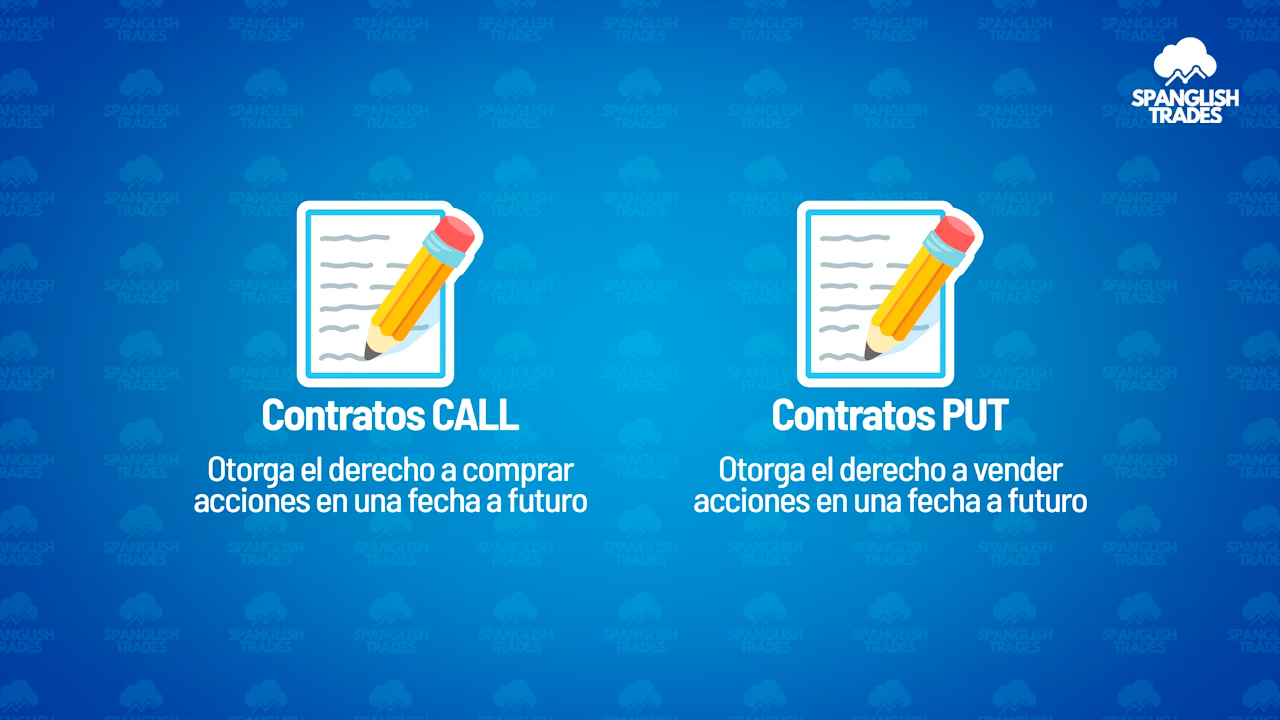 SPANGLISH
TRADES
Contratos CALL
Otorga el derecho a comprar
acciones en una fecha a futuro
Contratos PUT
Otorga el derecho a vender
acciones en una fecha a futuro